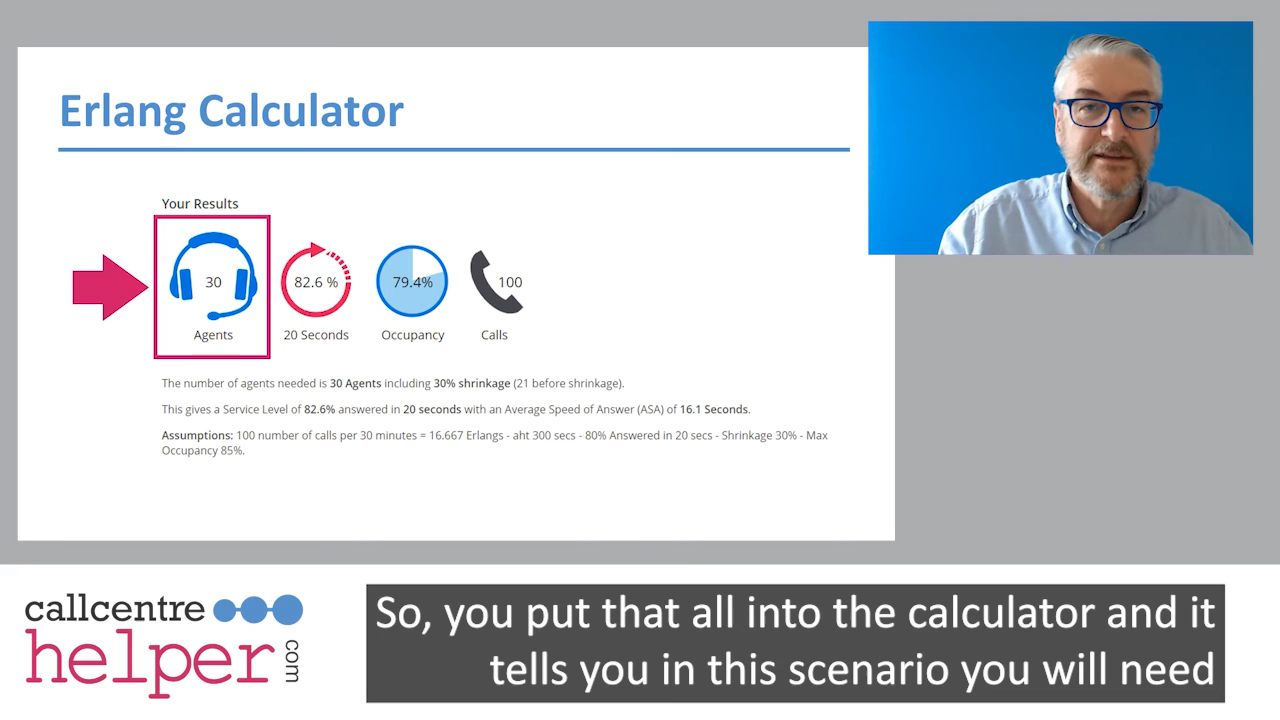 Erlang Calculator
Your Results
30
82.6 %
79.4%
100
Agents
20 Seconds
Occupancy
Calls
The number of agents needed is 30 Agents including 30% shrinkage (21 before shrinkage).
This gives a Service Level of 82.6% answered in 20 seconds with an Average Speed of Answer (ASA) of 16.1 Seconds.
Assumptions: 100 number of calls per 30 minutes = 16.667 Erlangs - aht 300 secs - 80% Answered in 20 secs - Shrinkage 30% - Max
Occupancy 85%.
callcentre
helper
com
So, you put that all into the calculator and it
tells you in this scenario you will need